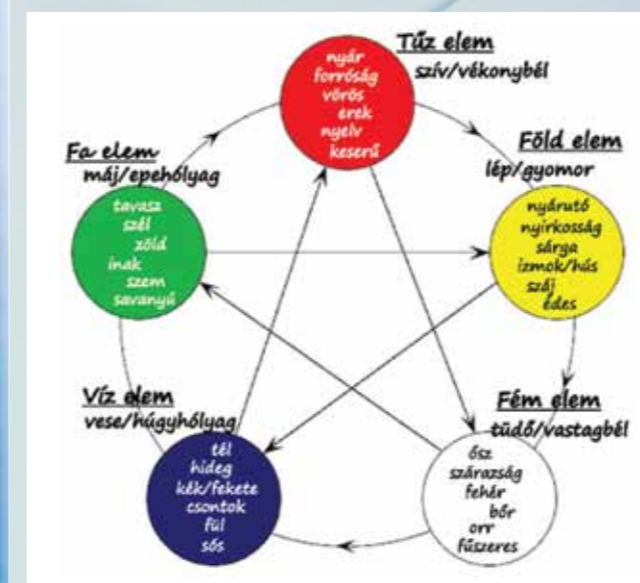 Tűz elem
szív/vékonybél
nyár
forróság
vörös
erek
nyelv
keserű
Föld elem
lép/gyomor
nyárutó
nyirkosság
sárga
izmok/hús
száj
édes
Fém elem
tüdő/vastagbél
ősz
szárazság
fehér
bőr
orr
fűszeres
Víz elem
vese/húgyhólyag
tél
hideg
kék/fekete
csontok
fül
sós
Fa elem
máj/epehólyag
tavasz
szél
zöld
inak
szem
savanyú